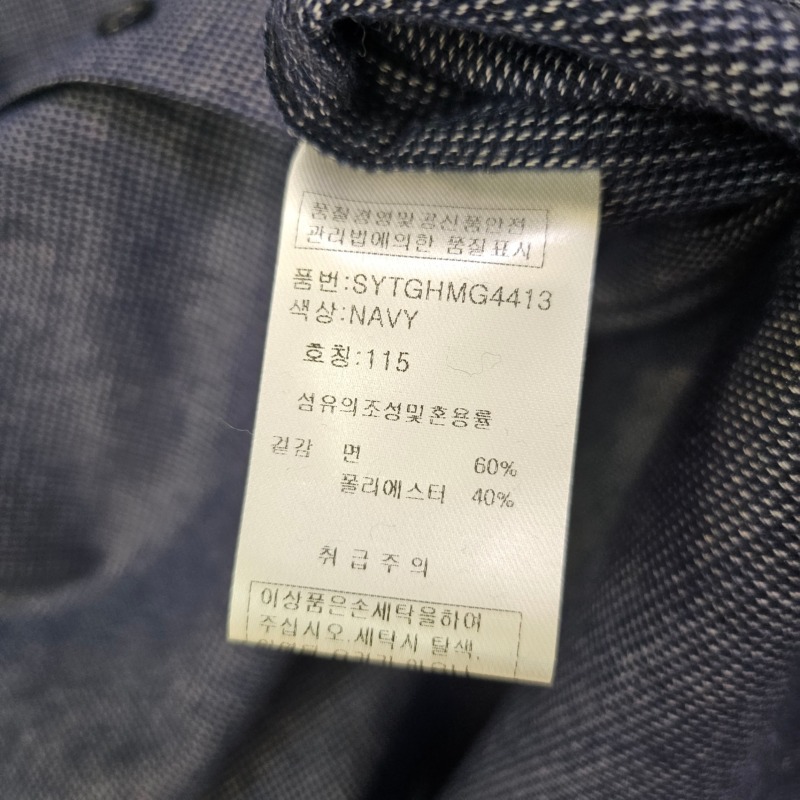 품질경영및공산품안전
관리법에의한 품질표시
품번:SYTGHMG4413
색상:NAVY
호칭:115
섬유의조성및혼용률
겉감 면 60%
폴리에스터 40%
취급주의
이상품은손세탁을하여
주십시오.세탁시 탈색,